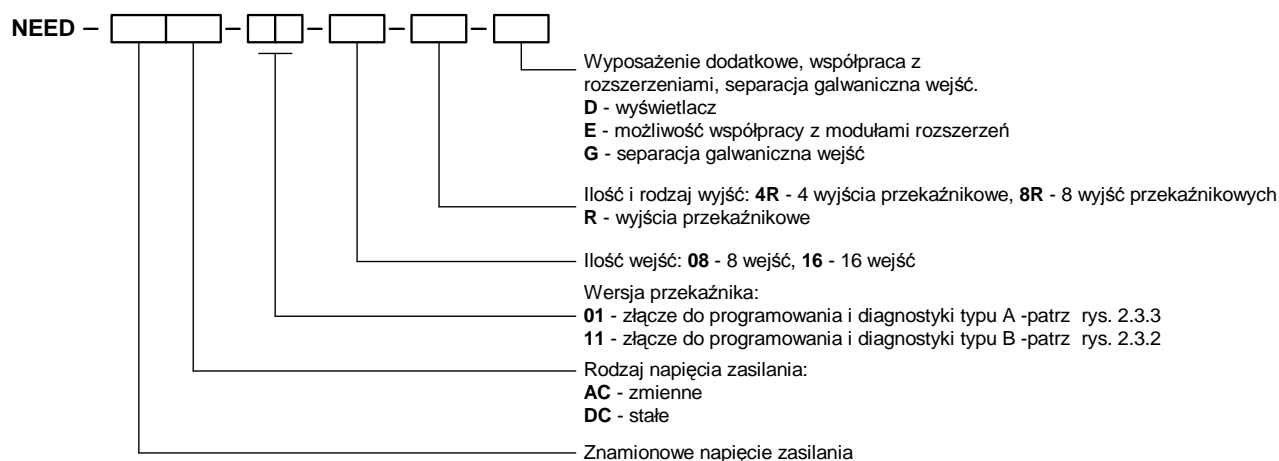 NEED –
Wyposażenie dodatkowe, współpraca z
rozszerzeniami, separacja galwaniczna wejść.
D - wyświetlacz
E - możliwość współpracy z modułami rozszerzeń
G - separacja galwaniczna wejść
Ilość i rodzaj wyjść: 4R - 4 wyjścia przekaźnikowe, 8R - 8 wyjść przekaźnikowych
R - wyjścia przekaźnikowe
Ilość wejść: 08 - 8 wejść, 16 - 16 wejść
Wersja przekaźnika:
01 - złącze do programowania i diagnostyki typu A -patrz rys. 2.3.3
11 - złącze do programowania i diagnostyki typu B -patrz rys. 2.3.2
Rodzaj napięcia zasilania:
AC - zmienne
DC - stałe
Znamionowe napięcie zasilania